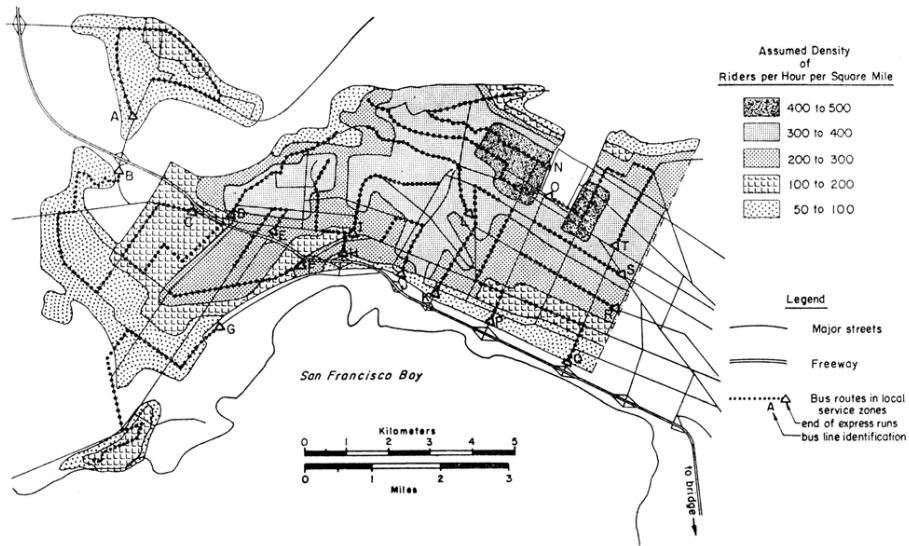 Assumed Density
of
Riders per Hour per Square Mile
400 to 500
300 to 400
200 to 300
100 to 200
50 to 100
A
B
C
D
E
F
H
G
N
O
T
S
R
P
Q
San Francisco Bay
Kilometers
0 1 2 3 4 5
0 1 2 3
Miles
to bridge
Legend
Major streets
Freeway
Bus routes in local
service zones
A
end of express runs
bus line identification